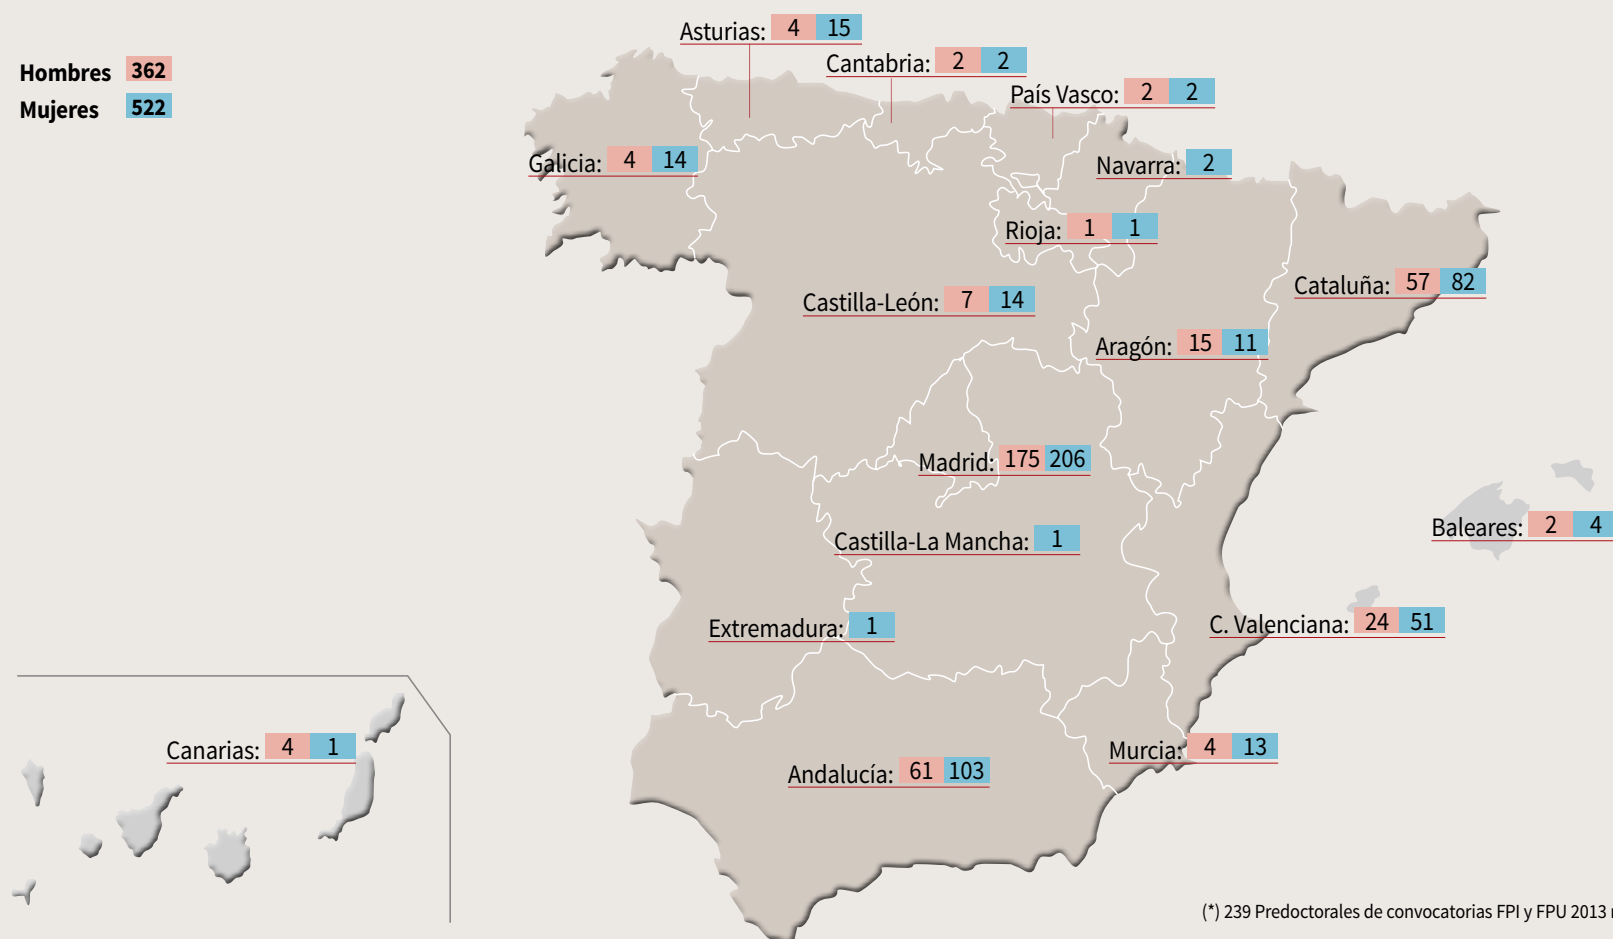 Asturias: 4 15
Hombres 362
Cantabria: 2 2
Mujeres 522
País Vasco: 2 2
Galicia: 4 14
Navarra: 2
Rioja: 1 1
Cataluña: 57 82
Castilla-León: 7 14
Aragón: 15 11
Madrid: 175 206
Baleares: 2 4
Castilla-La Mancha: 1
C. Valenciana: 24 51
Extremadura: 1
Canarias: 4 1
Murcia: 4 13
Andalucía: 61 103
(*) 239 Predoctorales de convocatorias FPI y FPU 2013